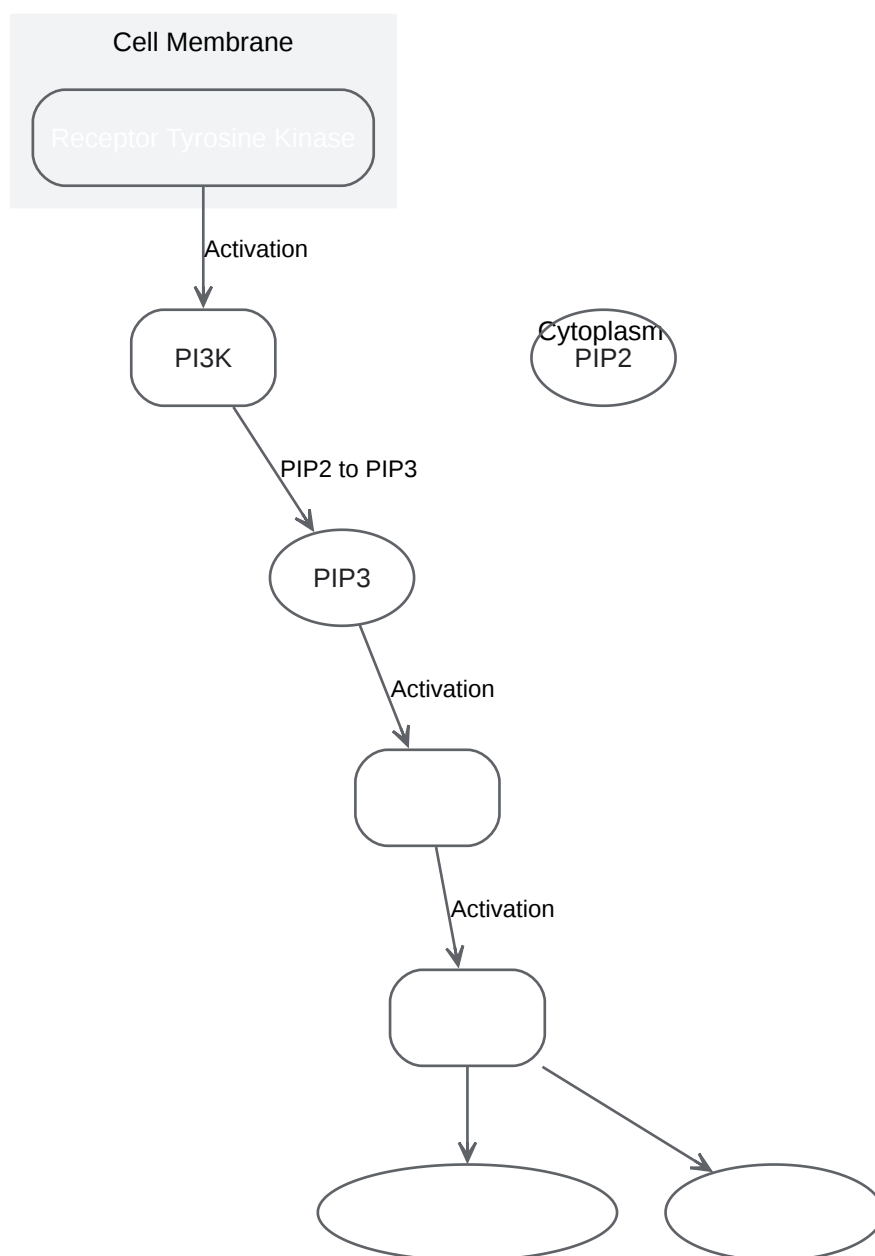 Cell Membrane
Receptor Tyrosine Kinase
Activation
PI3K
Cytoplasm
PIP2
PIP2 to PIP3
PIP3
Activation
Activation